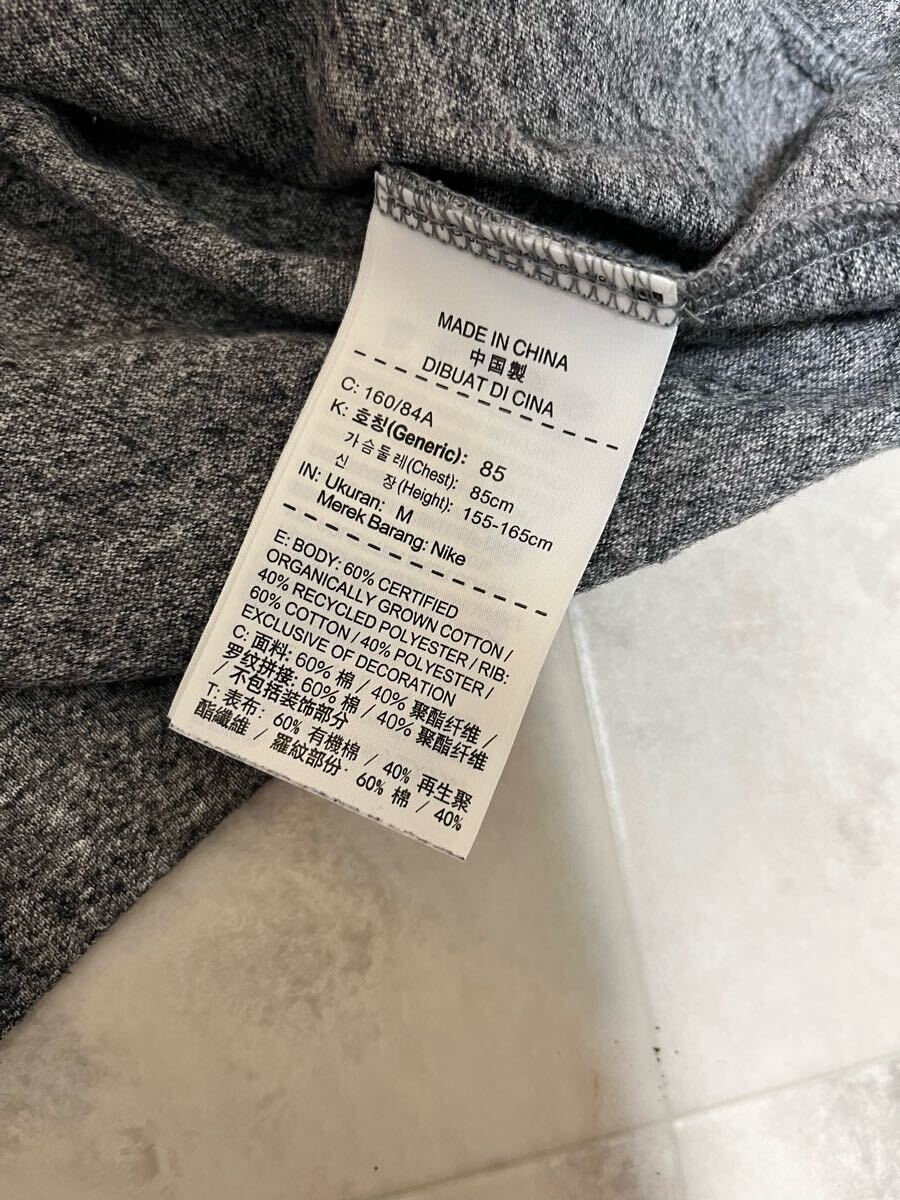 MADE IN CHINA
中国製
DIBUAT DI CINA
C: 160/84A
K: 호칭(Generic): 85
가슴둘레(Chest): 85cm
신 장(Height): 155-165cm
IN: Ukuran: M
Merek Barang: Nike
E: BODY: 60% CERTIFIED
ORGANICALLY GROWN COTTON /
40% RECYCLED POLYESTER / RIB:
60% COTTON / 40% POLYESTER /
EXCLUSIVE OF DECORATION
C: 面料: 60% 棉 / 40% 聚酯纤维 /
罗纹拼接: 60% 棉 / 40% 聚酯纤维
/ 不包括装饰部分
T: 表布: 60% 有機棉 / 40% 再生聚
酯纖維 / 羅紋部份: 60% 棉 / 40%